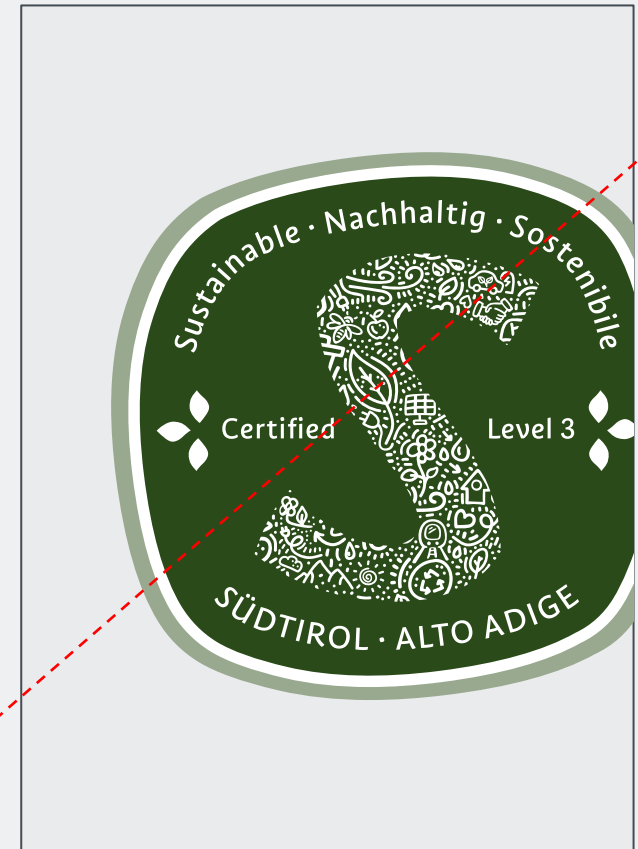 Sustainable · Nachhaltig · Sostenibile
Certified
Level 3
SÜDTIROL · ALTO ADIGE